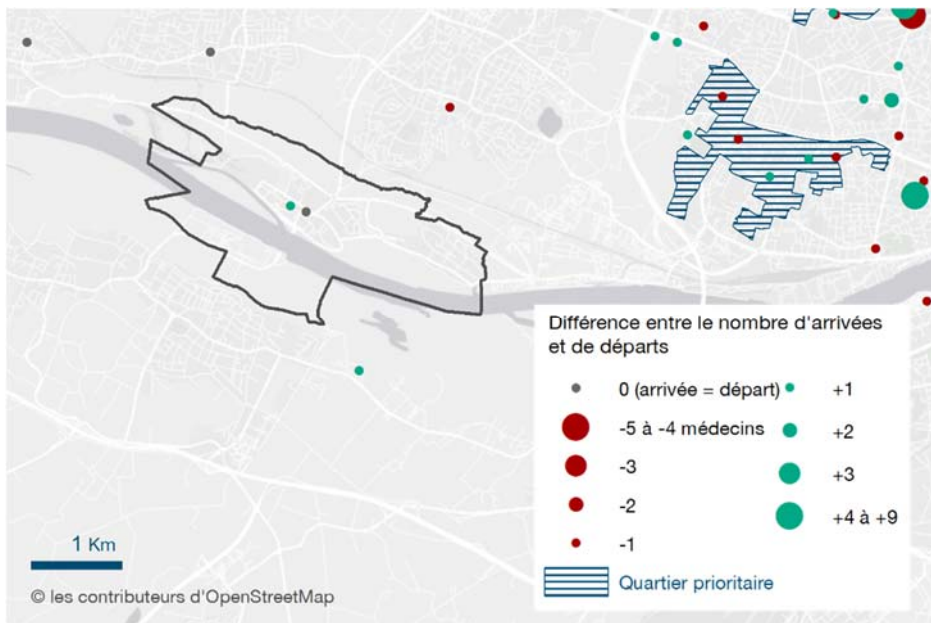 Différence entre le nombre d'arrivées
et de départs
0 (arrivée = départ)
-5 à -4 médecins
-3
-2
-1
+1
+2
+3
+4 à +9
Quartier prioritaire
1 Km
© les contributeurs d'OpenStreetMap